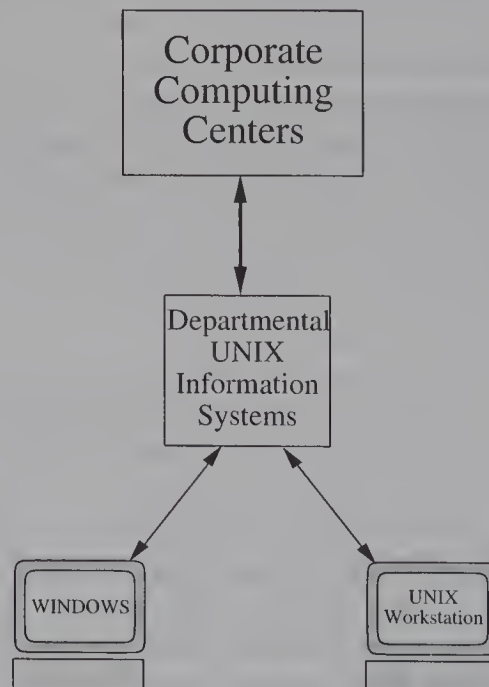 Corporate
Computing
Centers
Departmental
UNIX
Information
Systems
WINDOWS
UNIX
Workstation